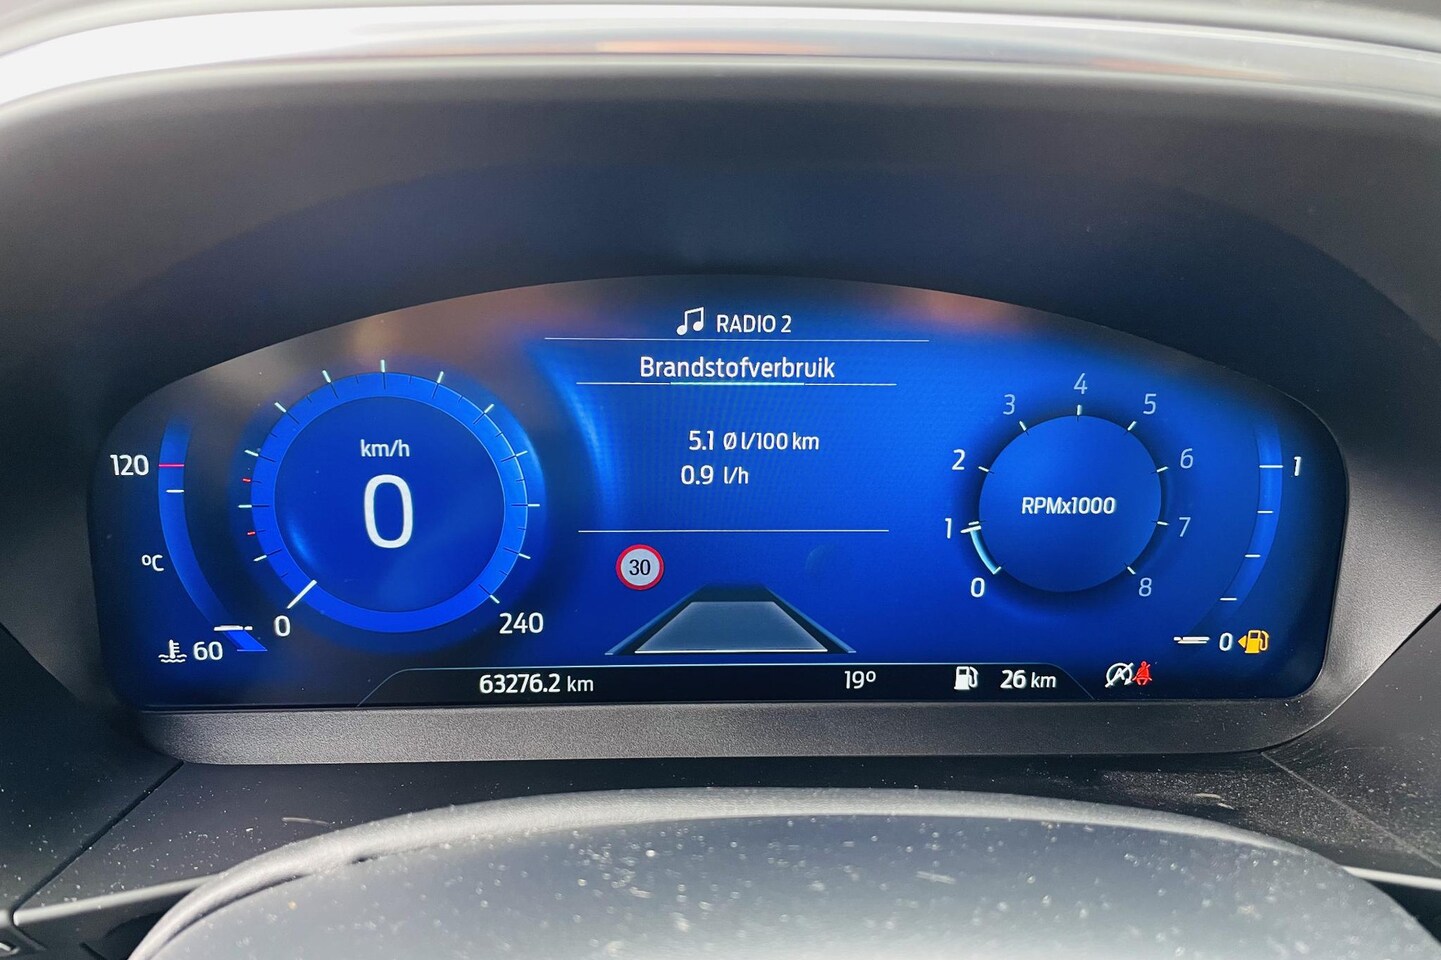 RADIO 2
Brandstofverbruik
5.1 Ø l/100 km
0.9 l/h
30
120
ºC
60
km/h
0
0
240
RPMx1000
0
1
2
3
4
5
6
7
8
1
0
63276.2 km
19º
26 km